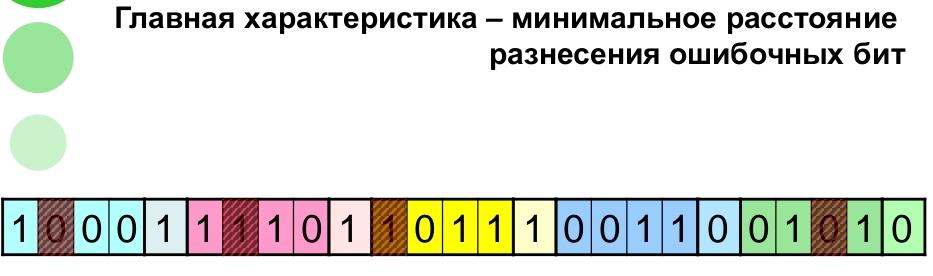 Главная характеристика – минимальное расстояние
разнесения ошибочных бит
1 0 0 0 1 1 1 1 0 1 1 0 1 1 1 0 0 1 1 0 0 1 0 1 0